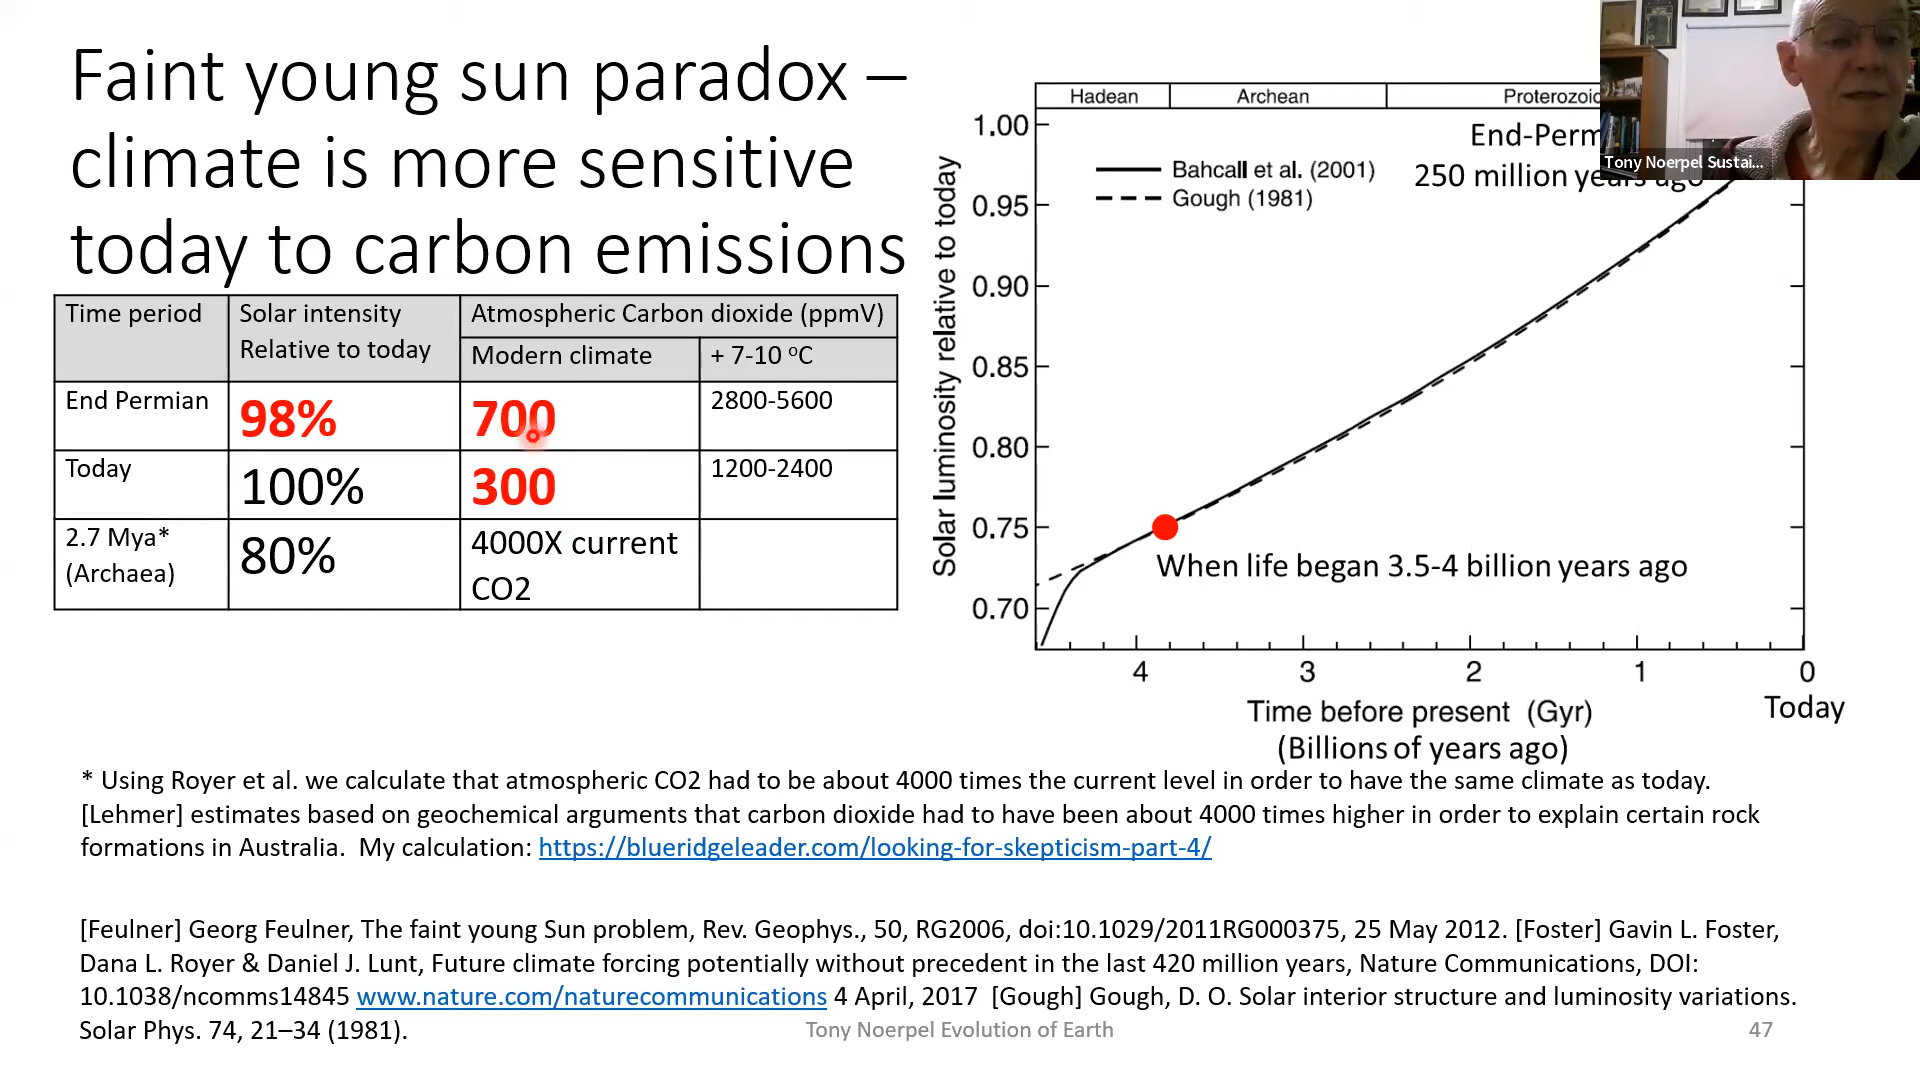 Faint young sun paradox –
climate is more sensitive
today to carbon emissions
Time period
Solar intensity
Relative to today
Atmospheric Carbon dioxide (ppmV)
Modern climate
+ 7-10 ºC
End Permian
98%
700
2800-5600
Today
100%
300
1200-2400
2.7 Mya*
(Archaea)
80%
4000X current
CO2
Hadean
Archean
Proterozoic
End-Perm
250 million years ago
Tony Noerpel Sustai...
Bahcall et al. (2001)
Gough (1981)
Solar luminosity relative to today
1.00
0.95
0.90
0.85
0.80
0.75
0.70
When life began 3.5-4 billion years ago
4 3 2 1 0
Time before present (Gyr)
Today
(Billions of years ago)
* Using Royer et al. we calculate that atmospheric CO2 had to be about 4000 times the current level in order to have the same climate as today.
[Lehmer] estimates based on geochemical arguments that carbon dioxide had to have been about 4000 times higher in order to explain certain rock
formations in Australia. My calculation: https://blueridgeleader.com/looking-for-skepticism-part-4/
[Feulner] Georg Feulner, The faint young Sun problem, Rev. Geophys., 50, RG2006, doi:10.1029/2011RG000375, 25 May 2012. [Foster] Gavin L. Foster,
Dana L. Royer & Daniel J. Lunt, Future climate forcing potentially without precedent in the last 420 million years, Nature Communications, DOI:
10.1038/ncomms14845 www.nature.com/naturecommunications 4 April, 2017 [Gough] Gough, D. O. Solar interior structure and luminosity variations.
Solar Phys. 74, 21–34 (1981).
Tony Noerpel Evolution of Earth
47